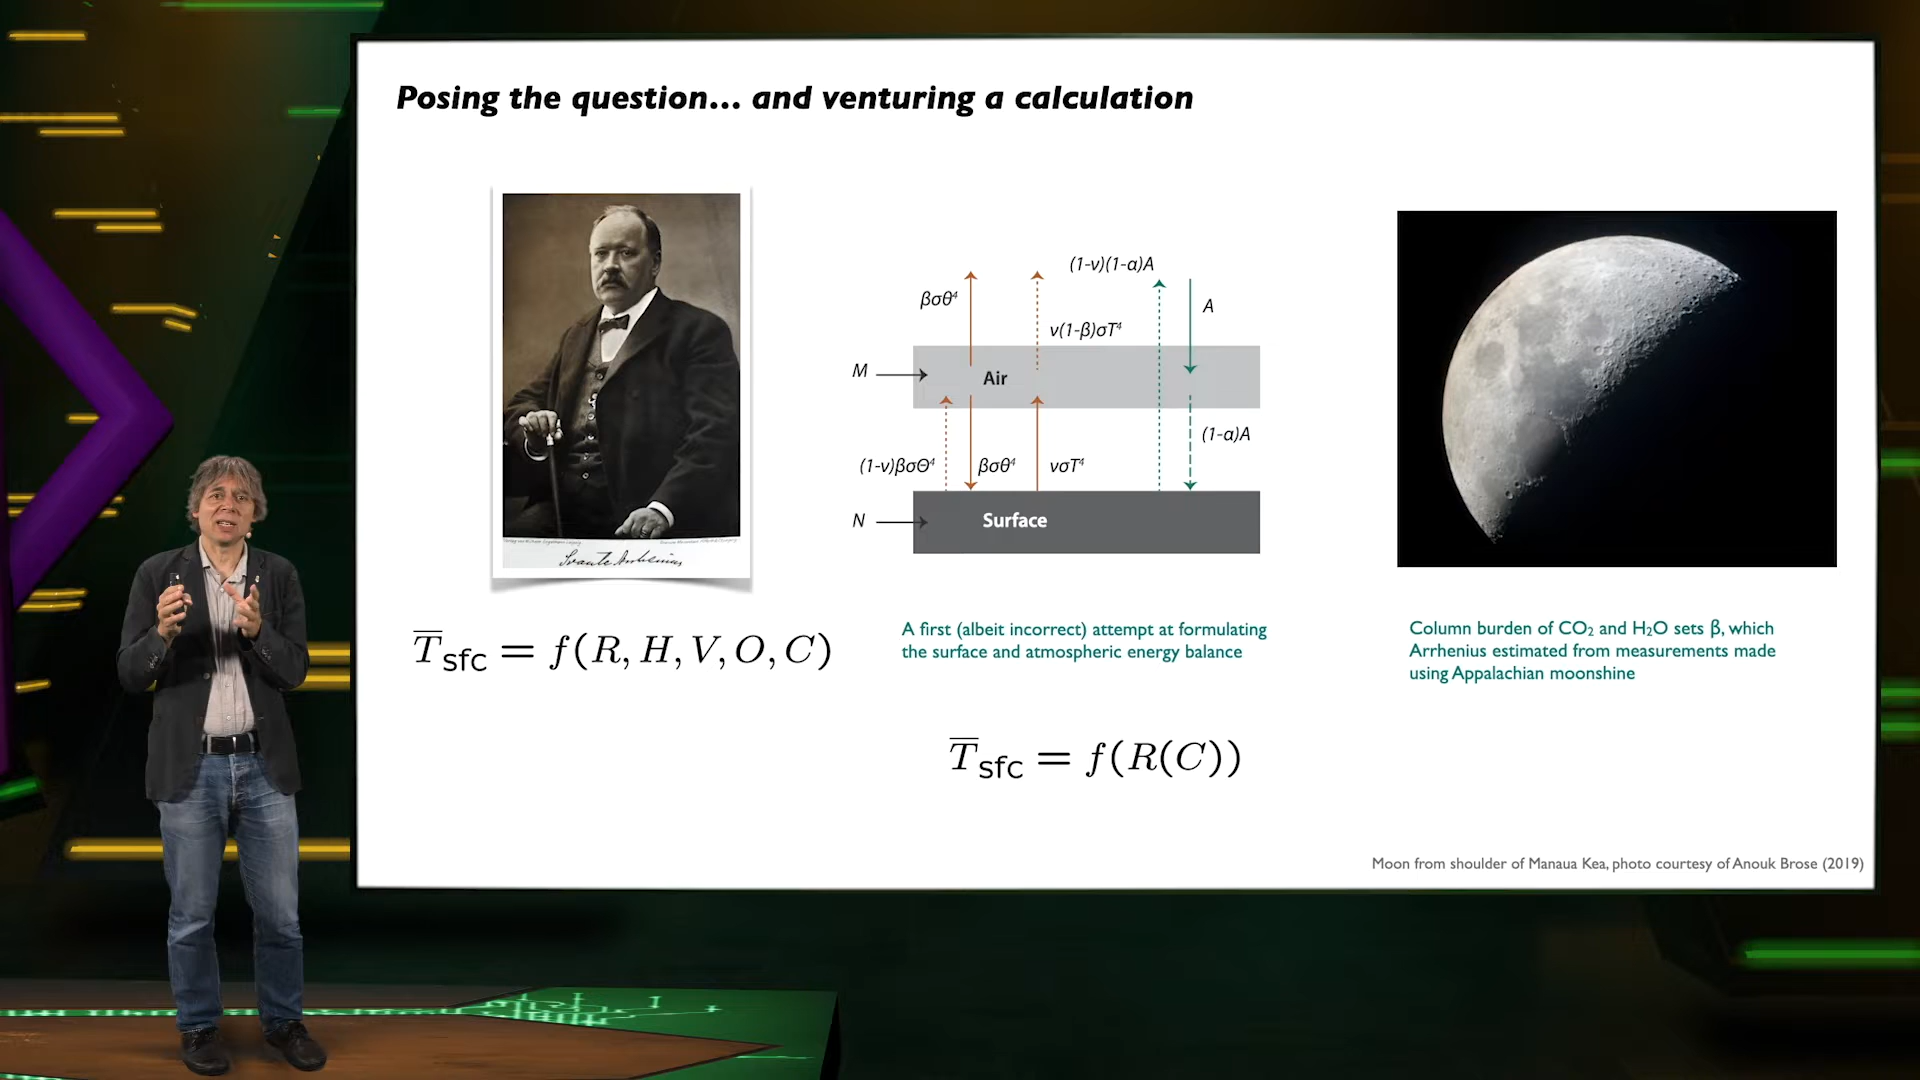 Posing the question... and venturing a calculation
(1-ν)(1-α)A
βσθ⁴
A
ν(1-β)σT⁴
M
Air
(1-α)A
(1-ν)βσΘ⁴
βσθ⁴
νσT⁴
N
Surface
Svante Arrhenius
T̅sfc = f(R, H, V, O, C)
A first (albeit incorrect) attempt at formulating
the surface and atmospheric energy balance
T̅sfc = f(R(C))
Column burden of CO₂ and H₂O sets β, which
Arrhenius estimated from measurements made
using Appalachian moonshine
Moon from shoulder of Manaua Kea, photo courtesy of Anouk Brose (2019)